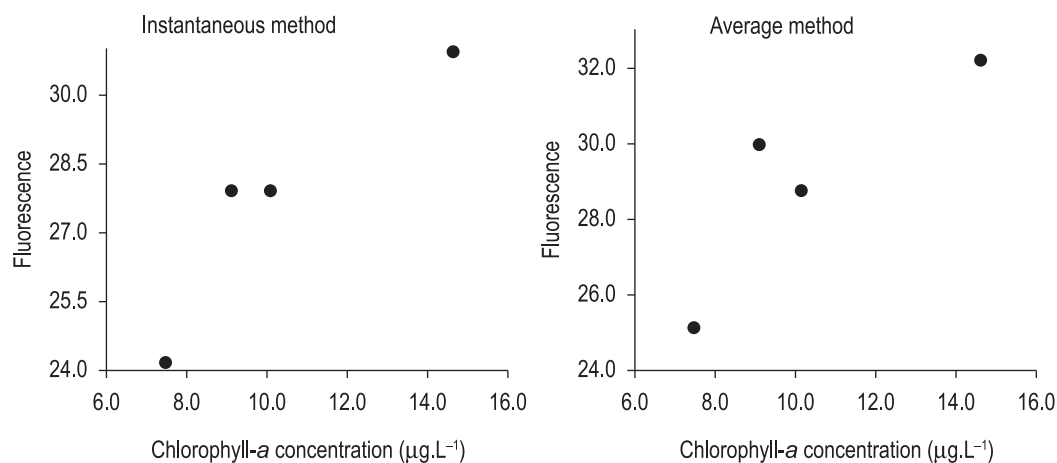 Instantaneous method
Fluorescence
30.0
28.5
27.0
25.5
24.0
6.0 8.0 10.0 12.0 14.0 16.0
Chlorophyll-a concentration (μg.L⁻¹)
Average method
Fluorescence
32.0
30.0
28.0
26.0
24.0
6.0 8.0 10.0 12.0 14.0 16.0
Chlorophyll-a concentration (μg.L⁻¹)